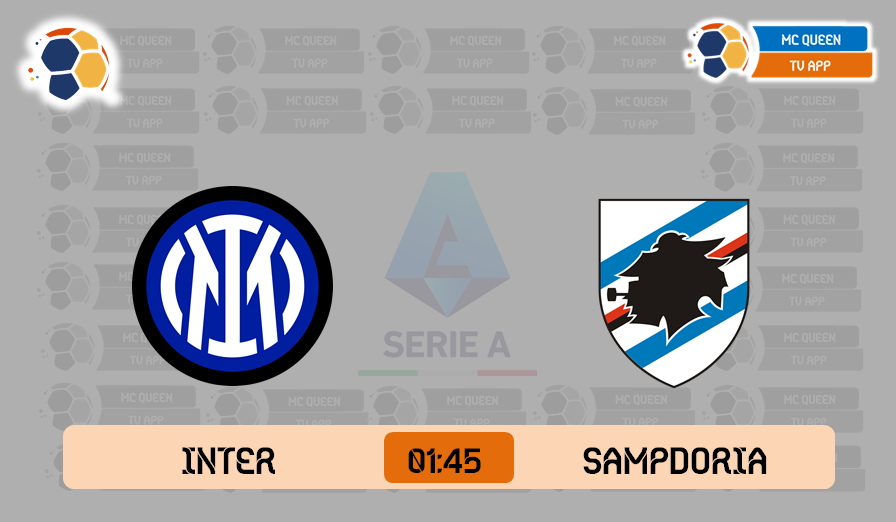 MC QUEEN
TV APP
SERIE A
INTER
01:45
SAMPDORIA